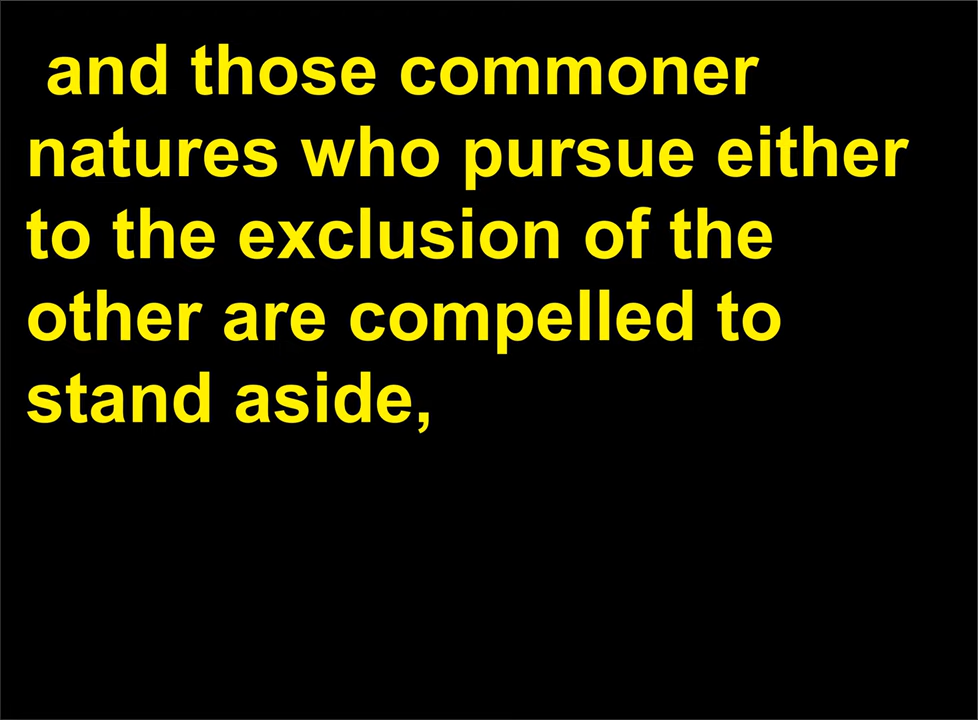 and those commoner
natures who pursue either
to the exclusion of the
other are compelled to
stand aside,